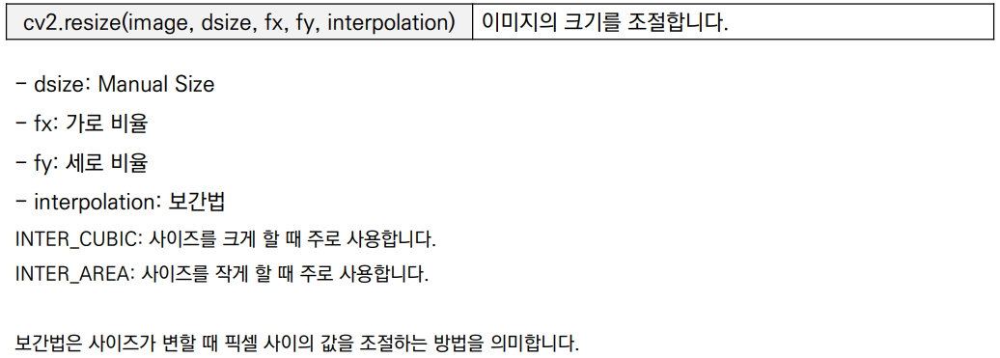 cv2.resize(image, dsize, fx, fy, interpolation) 이미지의 크기를 조절합니다.
- dsize: Manual Size
- fx: 가로 비율
- fy: 세로 비율
- interpolation: 보간법
INTER_CUBIC: 사이즈를 크게 할 때 주로 사용합니다.
INTER_AREA: 사이즈를 작게 할 때 주로 사용합니다.
보간법은 사이즈가 변할 때 픽셀 사이의 값을 조절하는 방법을 의미합니다.